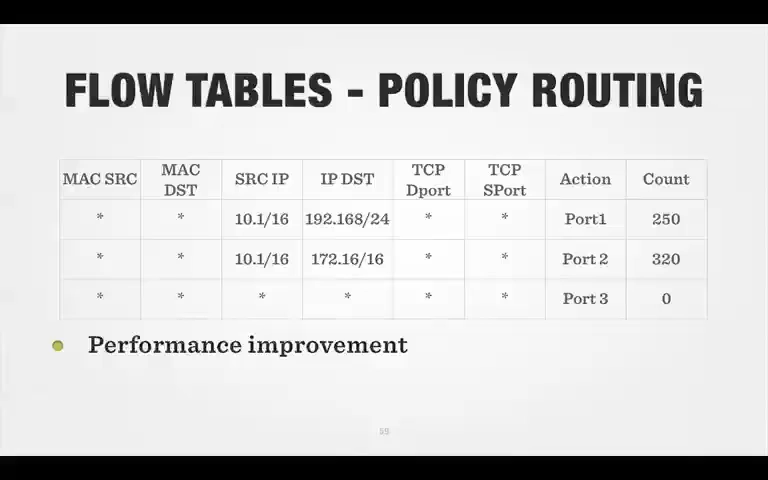 FLOW TABLES - POLICY ROUTING
MAC SRC MAC DST SRC IP IP DST TCP Dport TCP SPort Action Count
* * 10.1/16 192.168/24 * * Port1 250
* * 10.1/16 172.16/16 * * Port 2 320
* * * * * * Port 3 0
Performance improvement